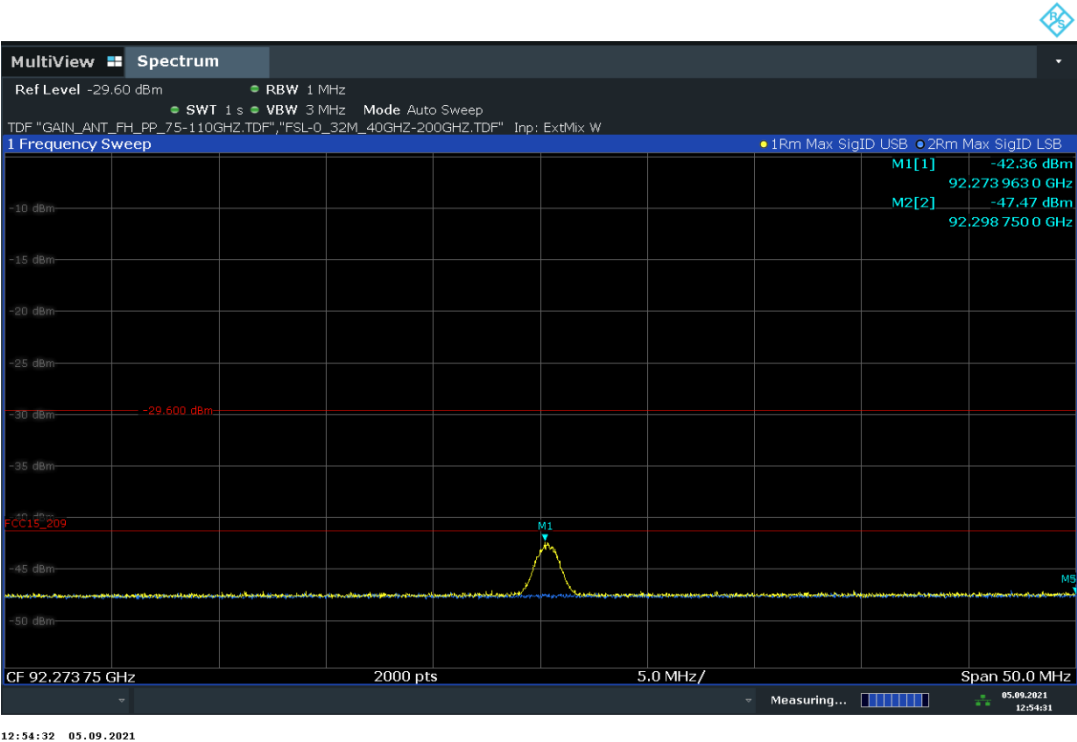 R&S
MultiView Spectrum
Ref Level -29.60 dBm RBW 1 MHz
SWT 1 s VBW 3 MHz Mode Auto Sweep
TDF "GAIN_ANT_FH_PP_75-110GHZ.TDF","FSL-0_32M_40GHZ-200GHZ.TDF" Inp: ExtMix W
1 Frequency Sweep 1Rm Max SigID USB 2Rm Max SigID LSB
M1[1] -42.36 dBm
92.273 963 0 GHz
M2[2] -47.47 dBm
92.298 750 0 GHz
-10 dBm
-15 dBm
-20 dBm
-25 dBm
-29.600 dBm
-30 dBm
-35 dBm
-40 dBm
FCC15_209
M1
-45 dBm
M5
-50 dBm
CF 92.273 75 GHz 2000 pts 5.0 MHz/ Span 50.0 MHz
Measuring... 05.09.2021
12:54:31
12:54:32 05.09.2021